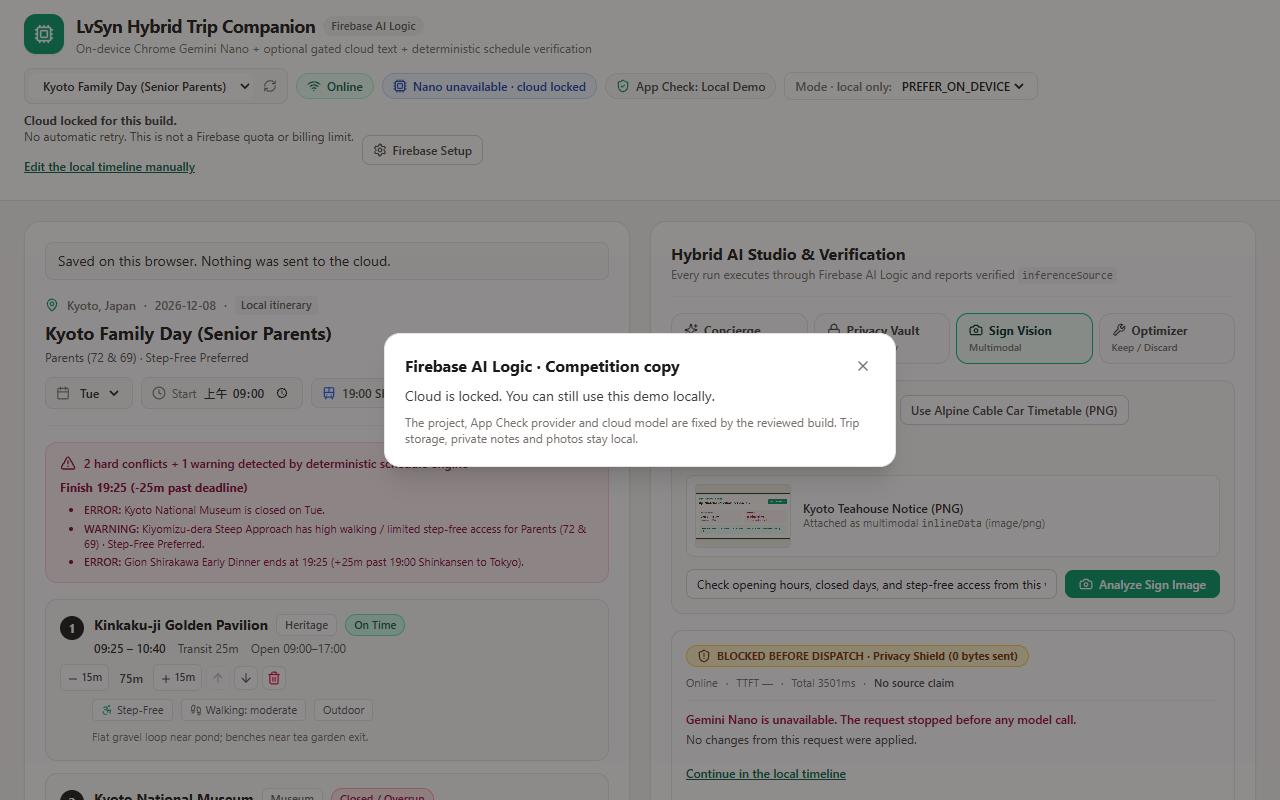 LvSyn Hybrid Trip Companion Firebase AI Logic
On-device Chrome Gemini Nano + optional gated cloud text + deterministic schedule verification
Kyoto Family Day (Senior Parents) Online Nano unavailable · cloud locked App Check: Local Demo Mode · local only: PREFER_ON_DEVICE
Cloud locked for this build.
No automatic retry. This is not a Firebase quota or billing limit.
Firebase Setup
Edit the local timeline manually
Saved on this browser. Nothing was sent to the cloud.
Kyoto, Japan · 2026-12-08 · Local itinerary
Kyoto Family Day (Senior Parents)
Parents (72 & 69) · Step-Free Preferred
Tue Start 上午 09:00 19:00
2 hard conflicts + 1 warning detected by deterministic schedule engine
Finish 19:25 (-25m past deadline)
ERROR: Kyoto National Museum is closed on Tue.
WARNING: Kiyomizu-dera Steep Approach has high walking / limited step-free access for Parents (72 &
69) · Step-Free Preferred.
ERROR: Gion Shirakawa Early Dinner ends at 19:25 (+25m past 19:00 Shinkansen to Tokyo).
1 Kinkaku-ji Golden Pavilion Heritage On Time
09:25 – 10:40 Transit 25m Open 09:00–17:00
− 15m 75m + 15m
Step-Free Walking: moderate Outdoor
Flat gravel loop near pond; benches near tea garden exit.
2 Kyoto National Museum Museum Closed / Overrun
Firebase AI Logic · Competition copy
Cloud is locked. You can still use this demo locally.
The project, App Check provider and cloud model are fixed by the reviewed build. Trip
storage, private notes and photos stay local.
Hybrid AI Studio & Verification
Every run executes through Firebase AI Logic and reports verified inferenceSource
Concierge Privacy Vault Sign Vision Optimizer
Multimodal Keep / Discard
Use Alpine Cable Car Timetable (PNG)
Kyoto Teahouse Notice (PNG)
Attached as multimodal inlineData (image/png)
Check opening hours, closed days, and step-free access from this Analyze Sign Image
BLOCKED BEFORE DISPATCH · Privacy Shield (0 bytes sent)
Online · TTFT — · Total 3501ms · No source claim
Gemini Nano is unavailable. The request stopped before any model call.
No changes from this request were applied.
Continue in the local timeline